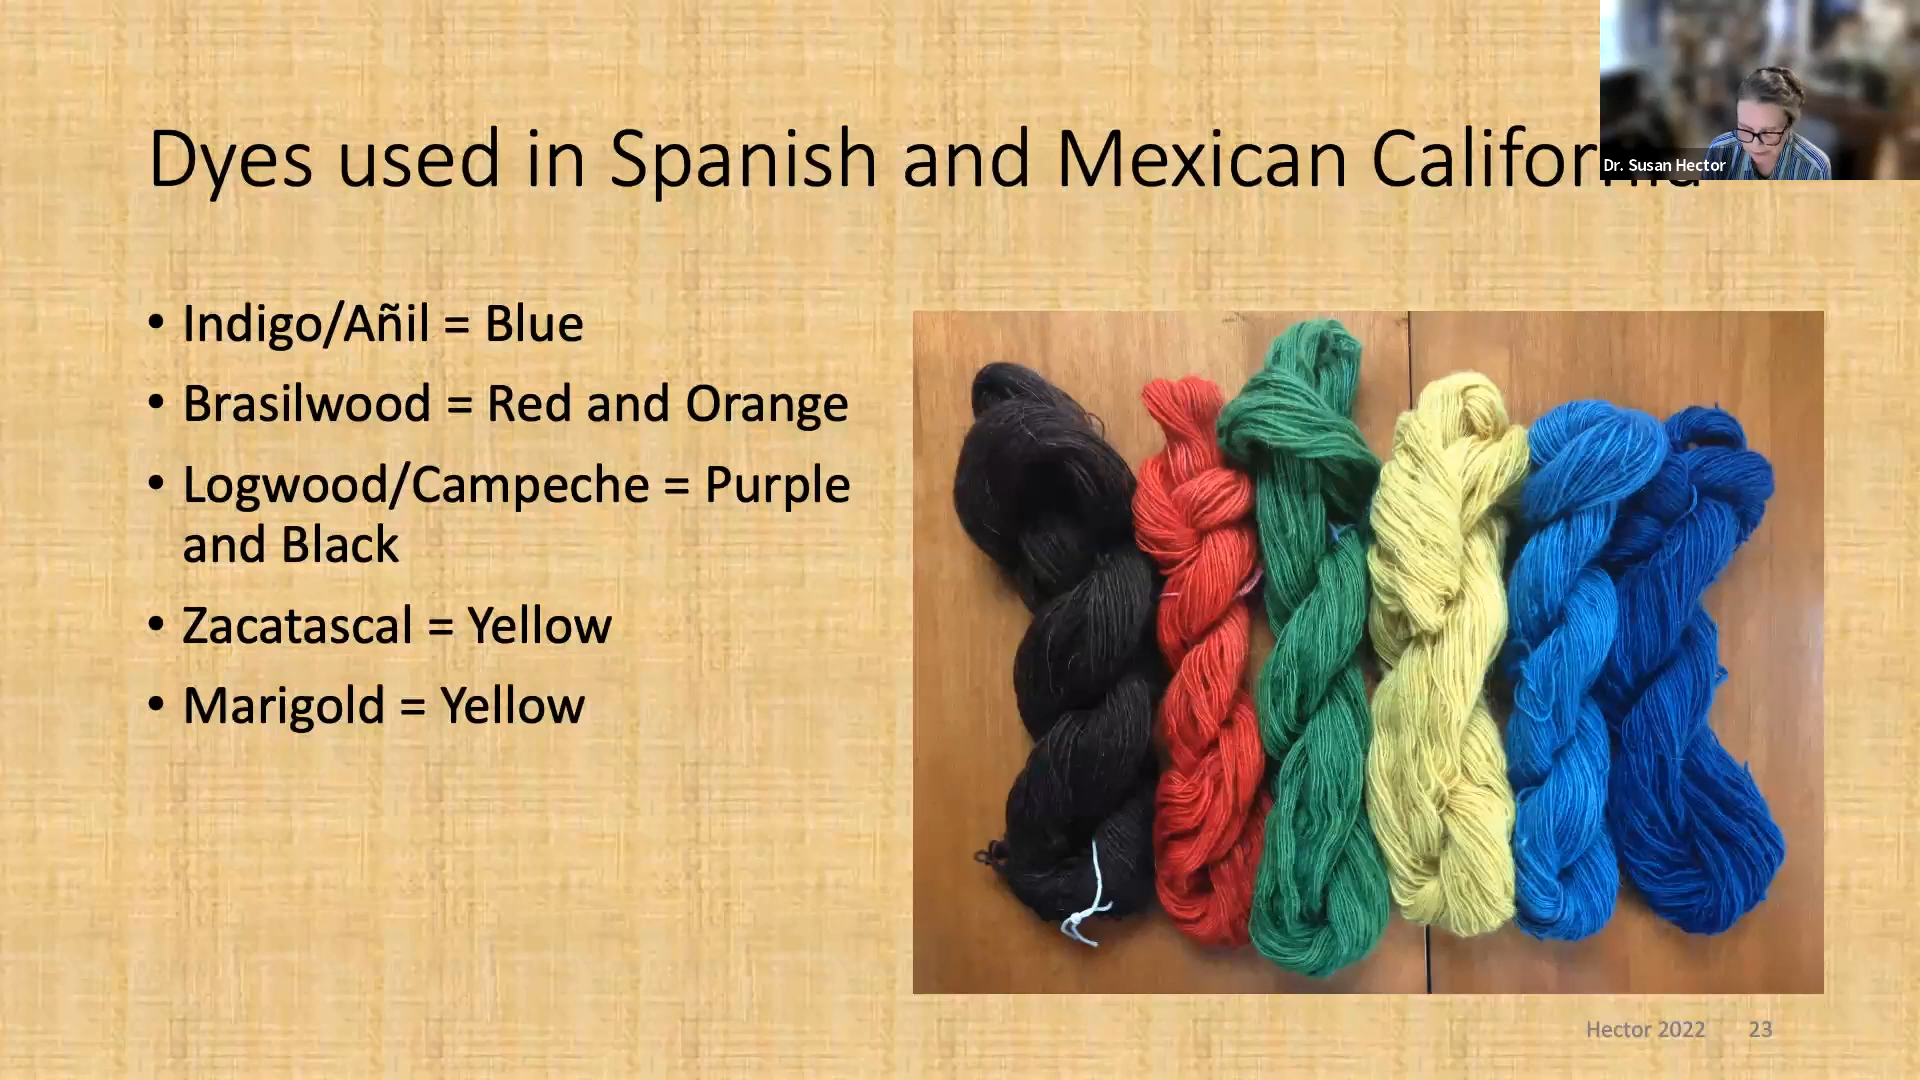 Dyes used in Spanish and Mexican California
Dr. Susan Hector
• Indigo/Añil = Blue
• Brasilwood = Red and Orange
• Logwood/Campeche = Purple
and Black
• Zacatascal = Yellow
• Marigold = Yellow
Hector 2022 23